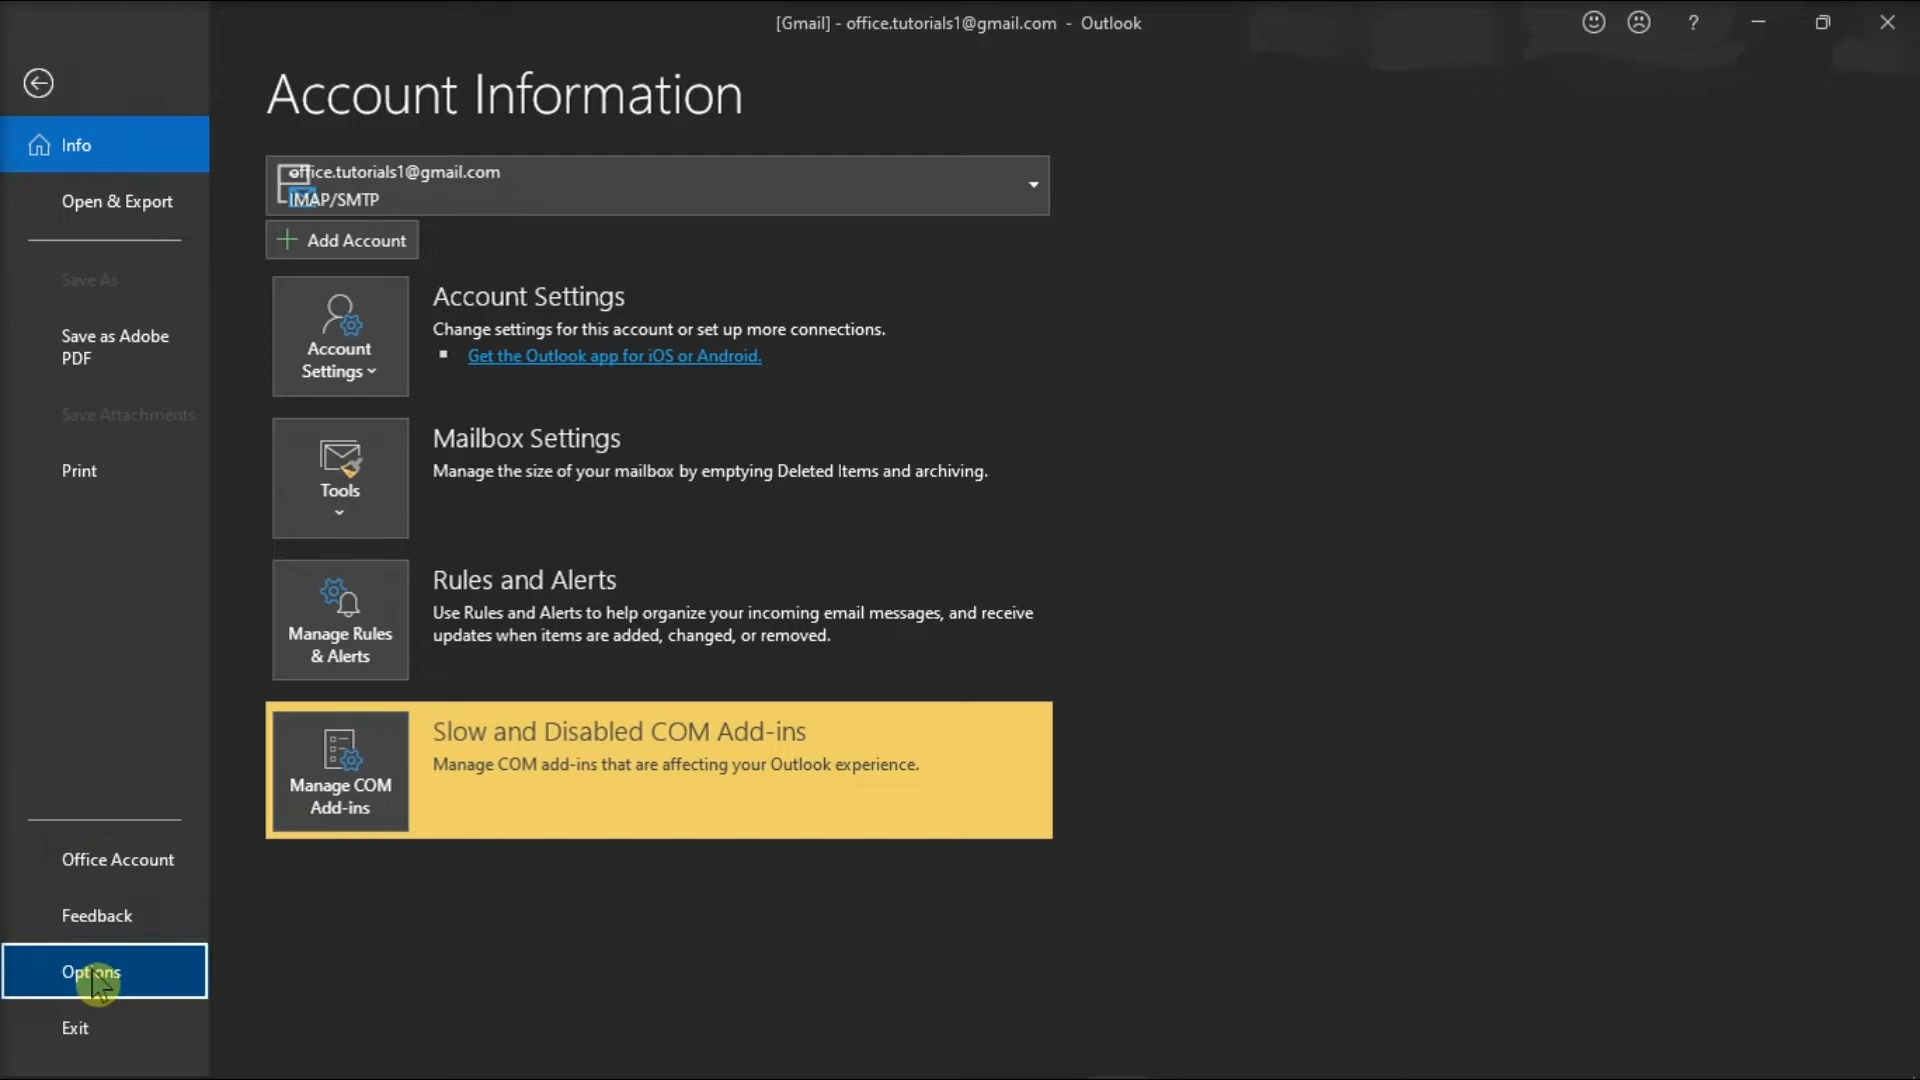 [Gmail] - office.tutorials1@gmail.com - Outlook
?
Account Information
Info
office.tutorials1@gmail.com
IMAP/SMTP
Open & Export
Add Account
Save As
Account Settings
Change settings for this account or set up more connections.
Get the Outlook app for iOS or Android.
Account
Settings
Save as Adobe
PDF
Save Attachments
Mailbox Settings
Manage the size of your mailbox by emptying Deleted Items and archiving.
Tools
Print
Rules and Alerts
Use Rules and Alerts to help organize your incoming email messages, and receive
updates when items are added, changed, or removed.
Manage Rules
& Alerts
Slow and Disabled COM Add-ins
Manage COM add-ins that are affecting your Outlook experience.
Manage COM
Add-ins
Office Account
Feedback
Options
Exit